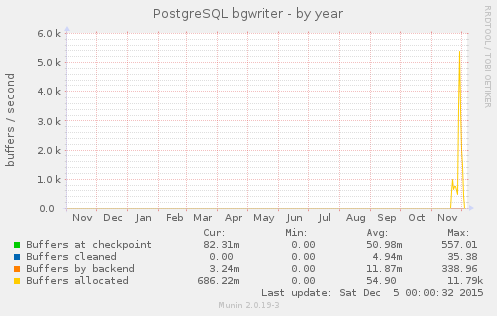 PostgreSQL bgwriter - by year
RRDTOOL / TOBI OETIKER
buffers / second
6.0 k
5.0 k
4.0 k
3.0 k
2.0 k
1.0 k
0.0
Nov Dec Jan Feb Mar Apr May Jun Jul Aug Sep Oct Nov
Cur: Min: Avg: Max:
Buffers at checkpoint 82.31m 0.00 50.98m 557.01
Buffers cleaned 0.00 0.00 4.94m 35.38
Buffers by backend 3.24m 0.00 11.87m 338.96
Buffers allocated 686.22m 0.00 54.90 11.79k
Last update: Sat Dec 5 00:00:32 2015
Munin 2.0.19-3